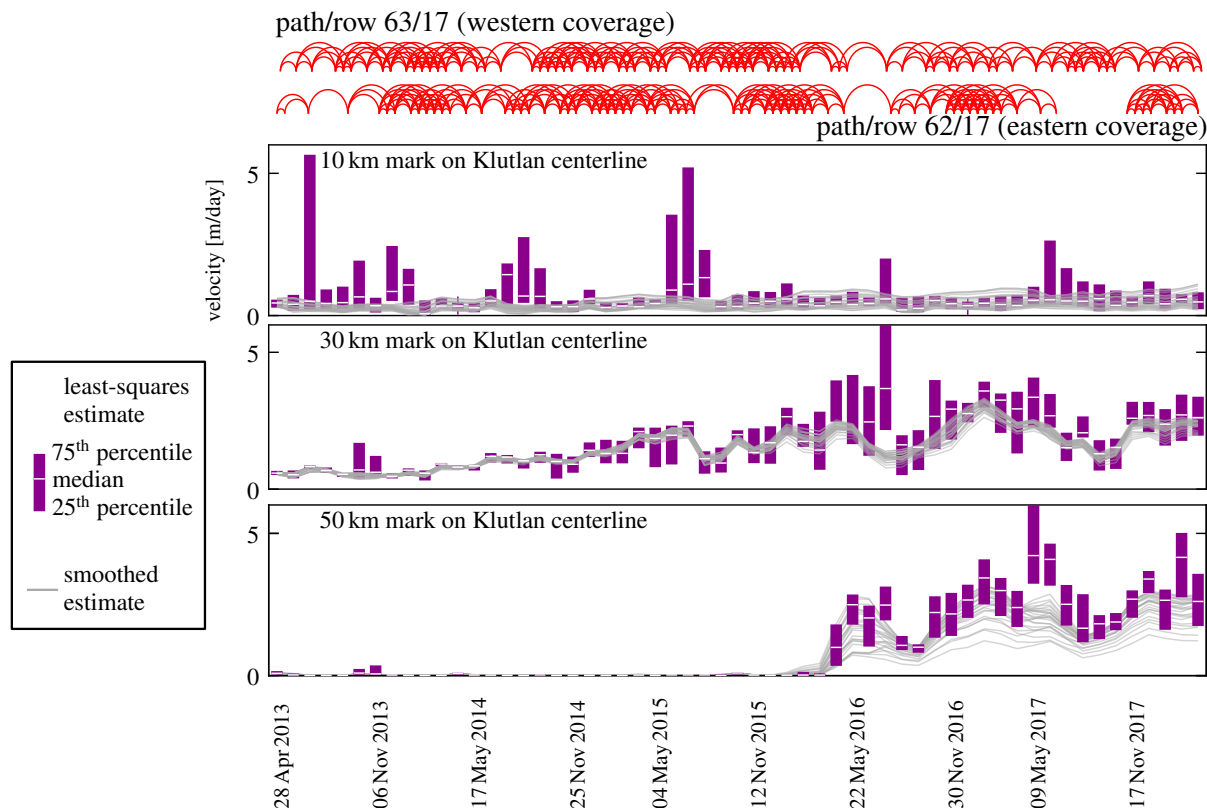 path/row 63/17 (western coverage)
path/row 62/17 (eastern coverage)
10 km mark on Klutlan centerline
5
velocity [m/day]
0
30 km mark on Klutlan centerline
5
0
least-squares
estimate
75th percentile
median
25th percentile
smoothed
estimate
50 km mark on Klutlan centerline
5
0
28 Apr 2013
06 Nov 2013
17 May 2014
25 Nov 2014
04 May 2015
12 Nov 2015
22 May 2016
30 Nov 2016
09 May 2017
17 Nov 2017